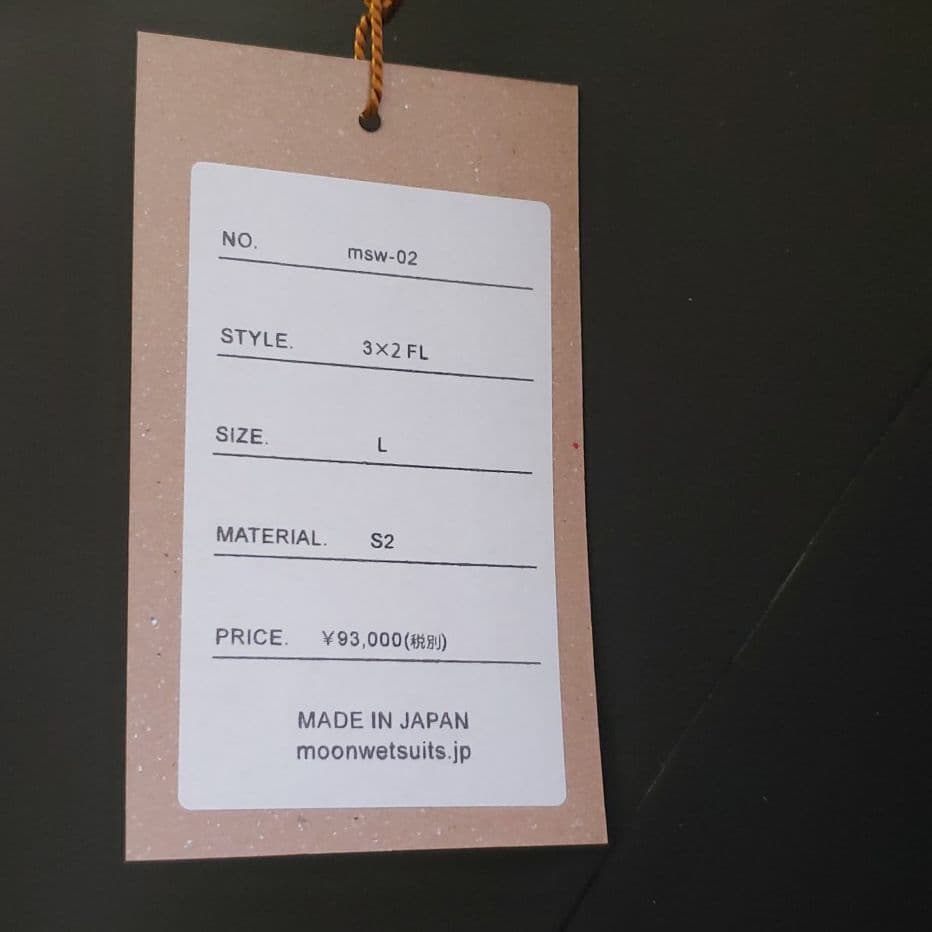 NO. msw-02
STYLE. 3×2 FL
SIZE. L
MATERIAL. S2
PRICE. ¥93,000(税別)
MADE IN JAPAN
moonwetsuits.jp